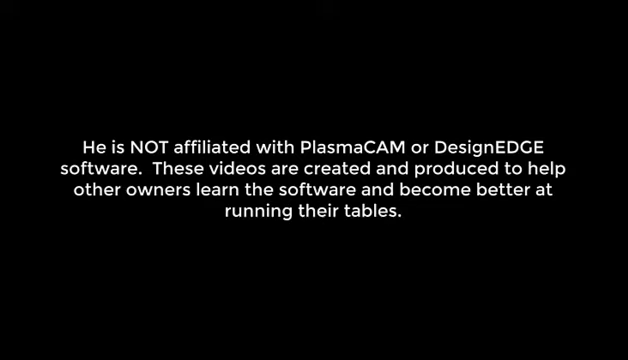 He is NOT affiliated with PlasmaCAM or DesignEDGE
software.  These videos are created and produced to help
other owners learn the software and become better at
running their tables.